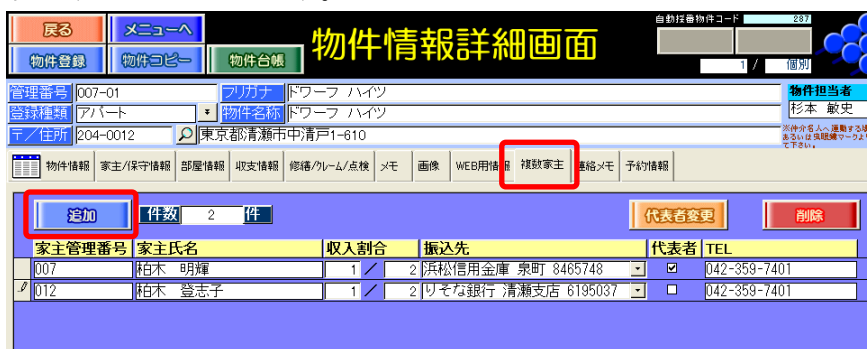 戻る
メニューへ
物件情報詳細画面
自動採番物件コード 287
物件登録
物件コピー
物件台帳
1 / 個別
管理番号 007-01 フリガナ ドワーフ ハイツ
物件担当者
登録種類 アパート 物件名称 ドワーフ ハイツ
杉本 敏史
〒/住所 204-0012 東京都清瀬市中清戸1-610
物件情報 家主/保守情報 部屋情報 収支情報 修繕/クレーム/点検 メモ 画像 WEB用情報 複数家主 連絡メモ 予約情報
追加 件数 2 件 代表者変更 削除
家主管理番号 家主氏名 収入割合 振込先 代表者 TEL
007 柏木 明輝 1 / 2 浜松信用金庫 泉町 8465748 042-359-7401
012 柏木 登志子 1 / 2 りそな銀行 清瀬支店 6195037 042-359-7401